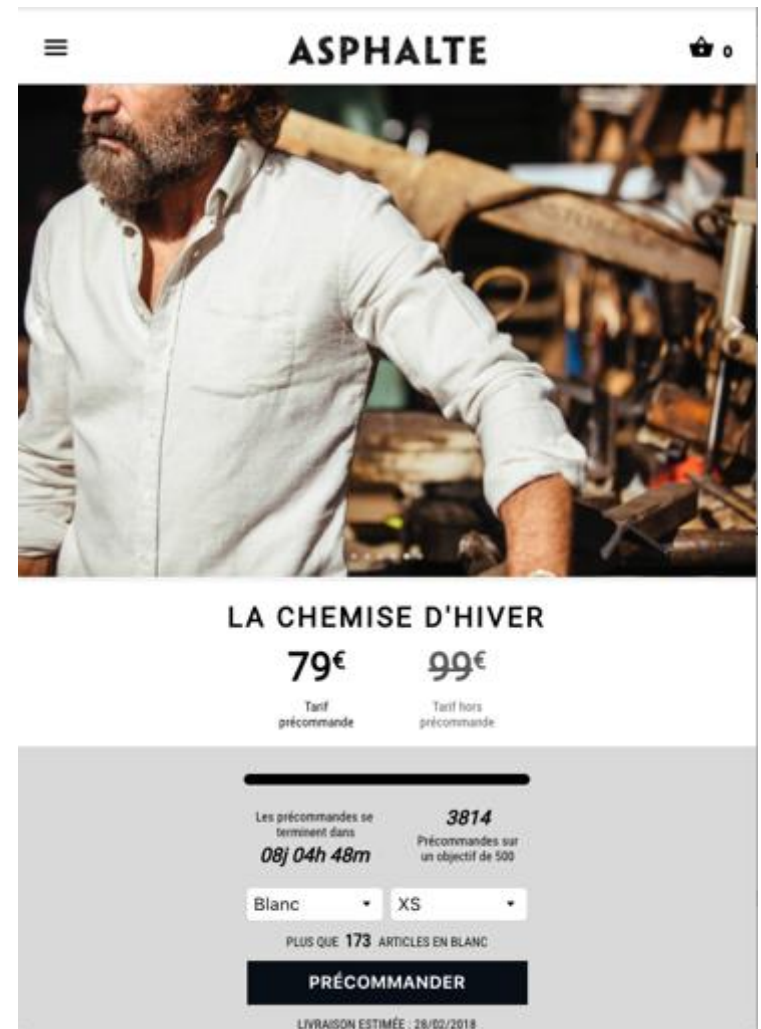 ASPHALTE
0
LA CHEMISE D'HIVER
79€
99€
Tarif
précommande
Tarif hors
précommande
Les précommandes se
terminent dans
08j 04h 48m
3814
Précommandes sur
un objectif de 500
Blanc
XS
PLUS QUE 173 ARTICLES EN BLANC
PRÉCOMMANDER
LIVRAISON ESTIMÉE : 28/02/2018